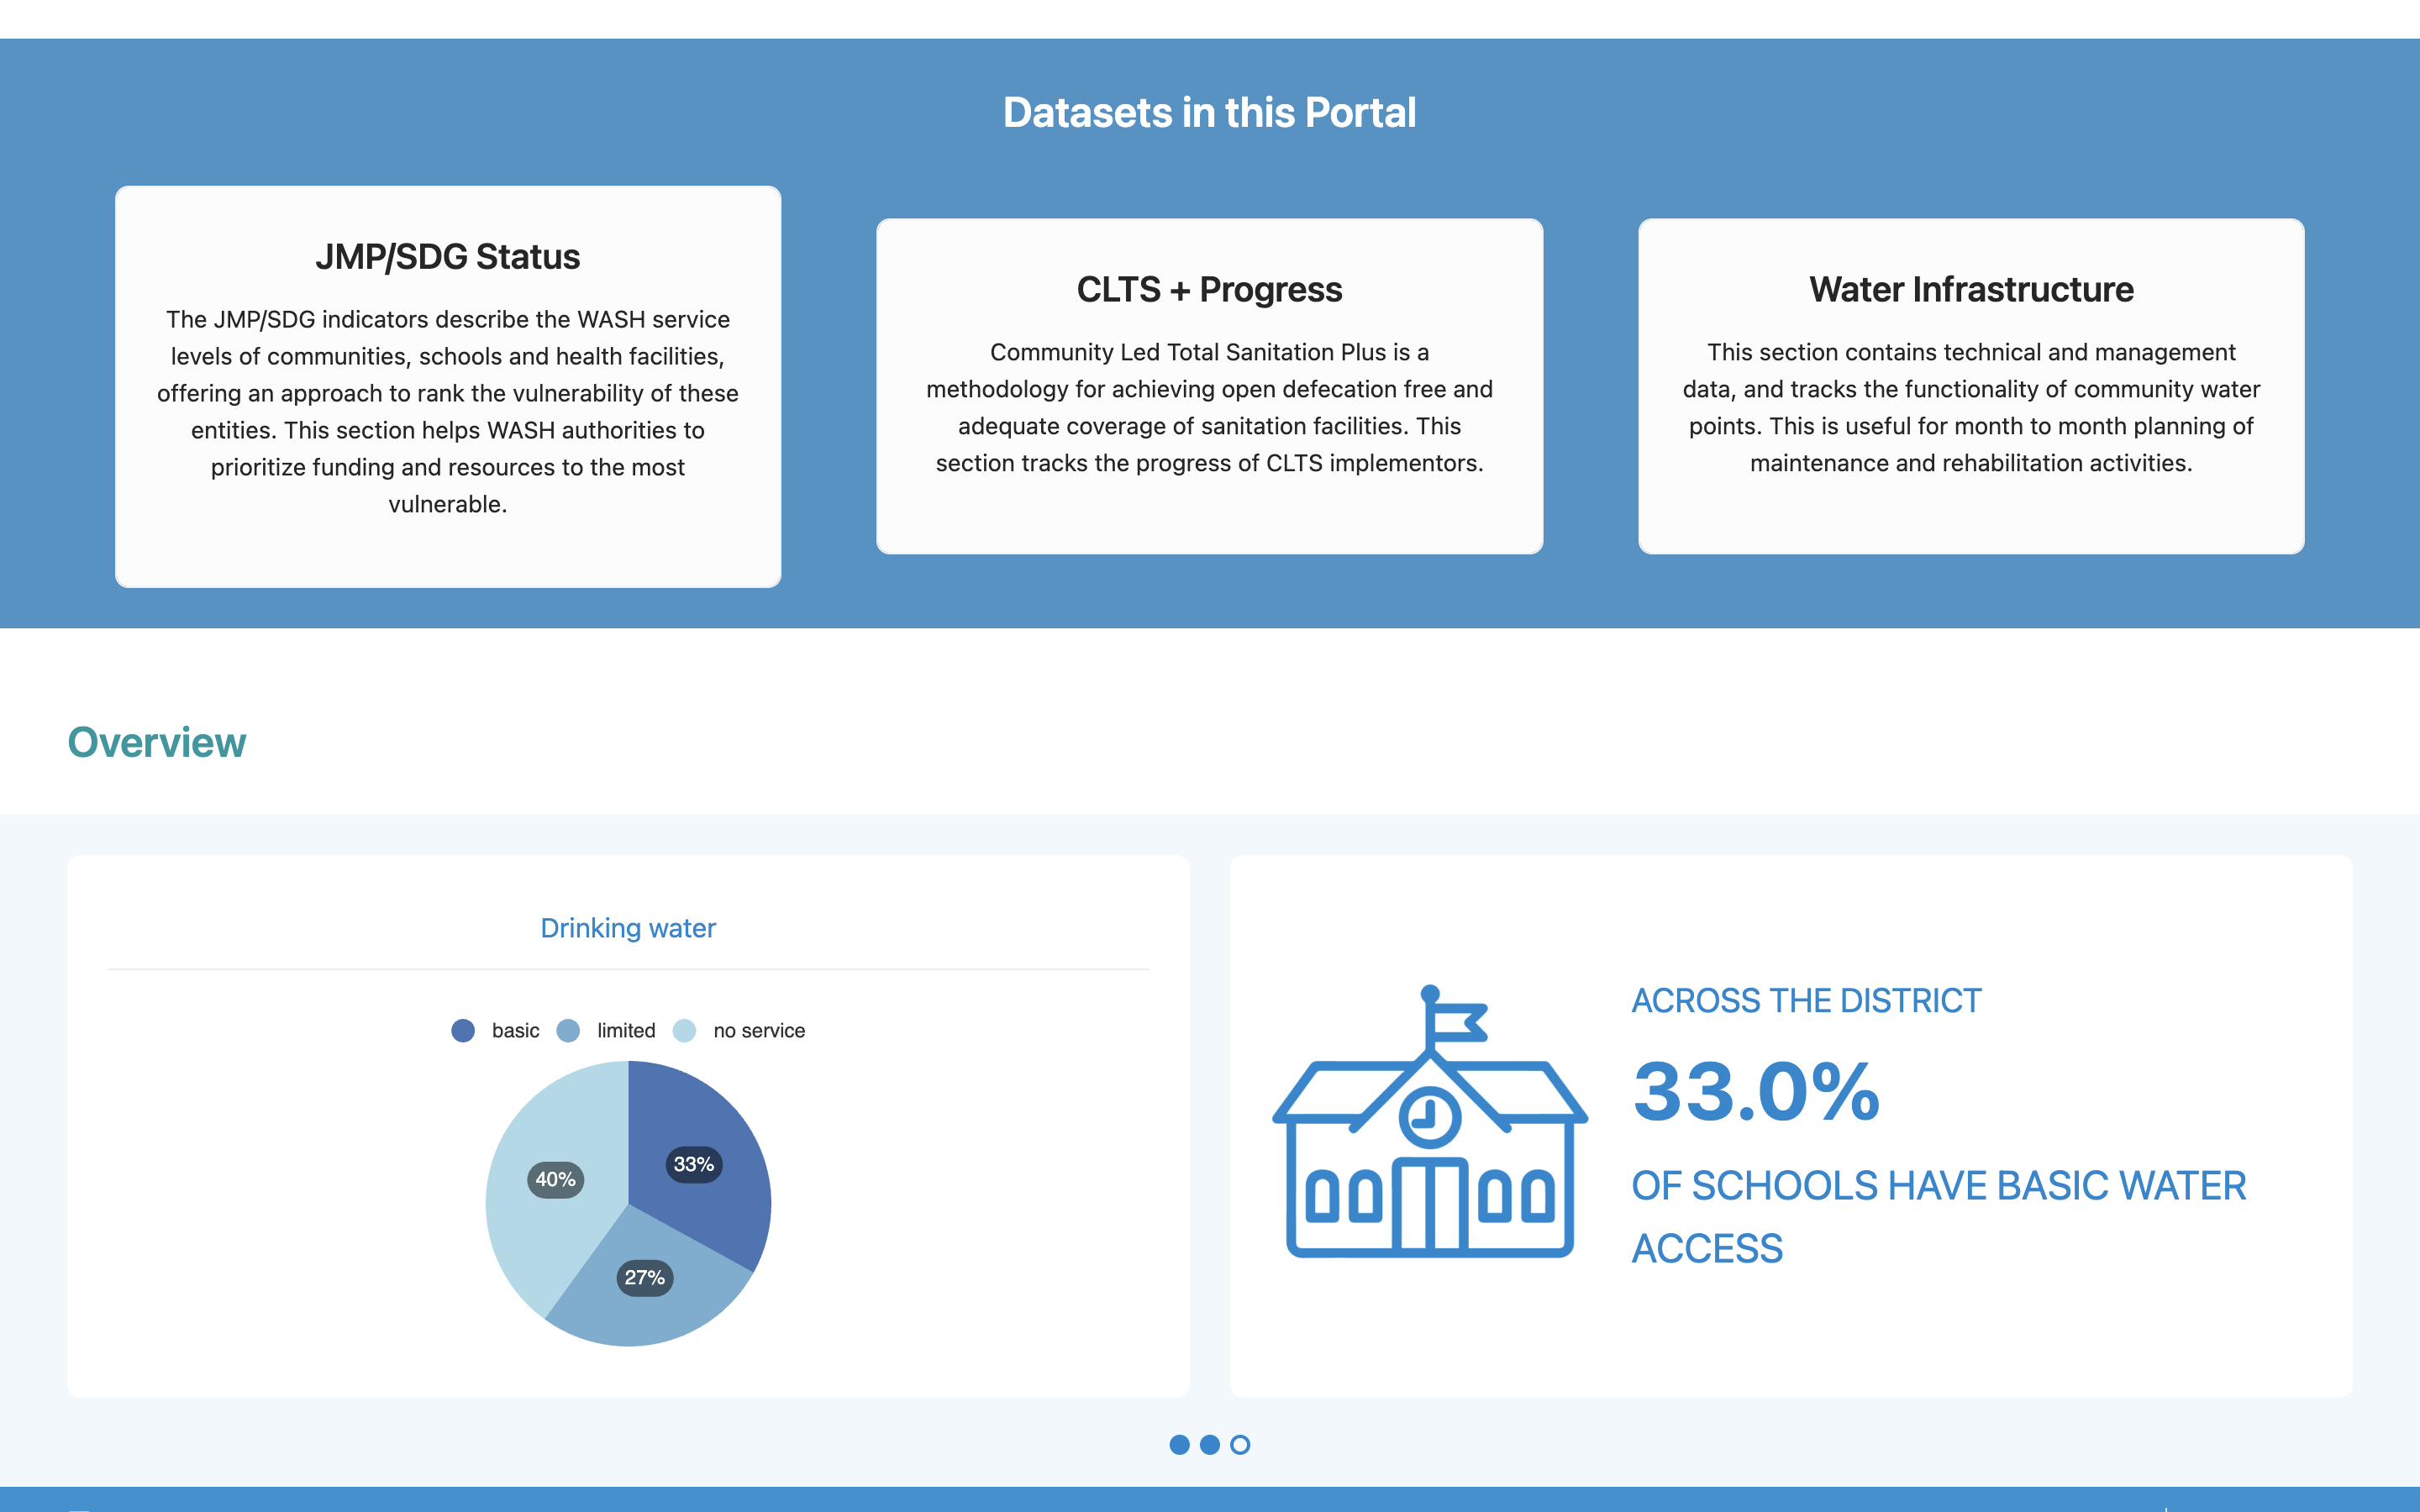 Datasets in this Portal
JMP/SDG Status
The JMP/SDG indicators describe the WASH service
levels of communities, schools and health facilities,
offering an approach to rank the vulnerability of these
entities. This section helps WASH authorities to
prioritize funding and resources to the most
vulnerable.
CLTS + Progress
Community Led Total Sanitation Plus is a
methodology for achieving open defecation free and
adequate coverage of sanitation facilities. This
section tracks the progress of CLTS implementors.
Water Infrastructure
This section contains technical and management
data, and tracks the functionality of community water
points. This is useful for month to month planning of
maintenance and rehabilitation activities.
Overview
Drinking water
basic limited no service
33%
40%
27%
ACROSS THE DISTRICT
33.0%
OF SCHOOLS HAVE BASIC WATER
ACCESS